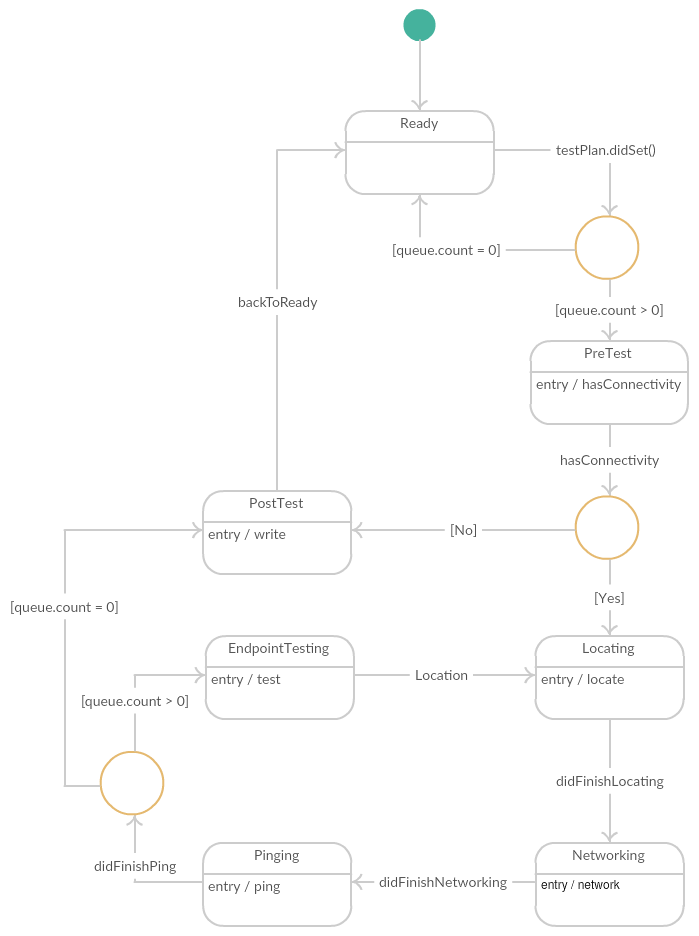 Ready
testPlan.didSet()
[queue.count = 0]
backToReady
[queue.count > 0]
PreTest
entry / hasConnectivity
hasConnectivity
PostTest
entry / write
[No]
[Yes]
[queue.count = 0]
EndpointTesting
entry / test
Location
Locating
entry / locate
[queue.count > 0]
didFinishLocating
didFinishPing
Pinging
entry / ping
didFinishNetworking
Networking
entry / network